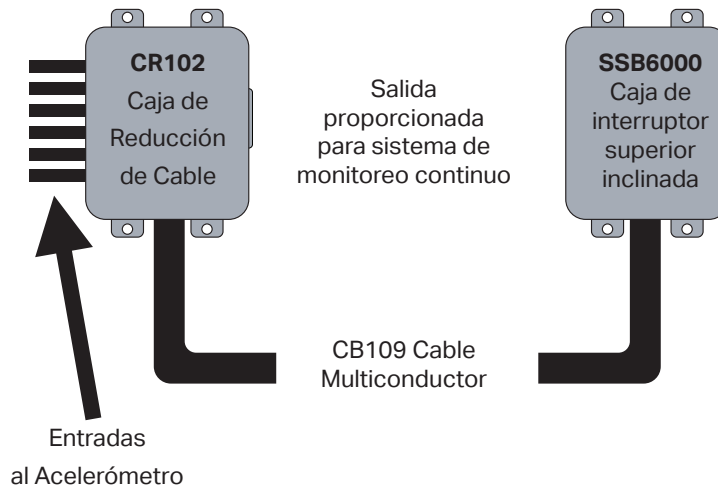 CR102
Caja de
Reducción
de Cable
Salida
proporcionada
para sistema de
monitoreo continuo
SSB6000
Caja de
interruptor
superior
inclinada
CB109 Cable
Multiconductor
Entradas
al Acelerómetro